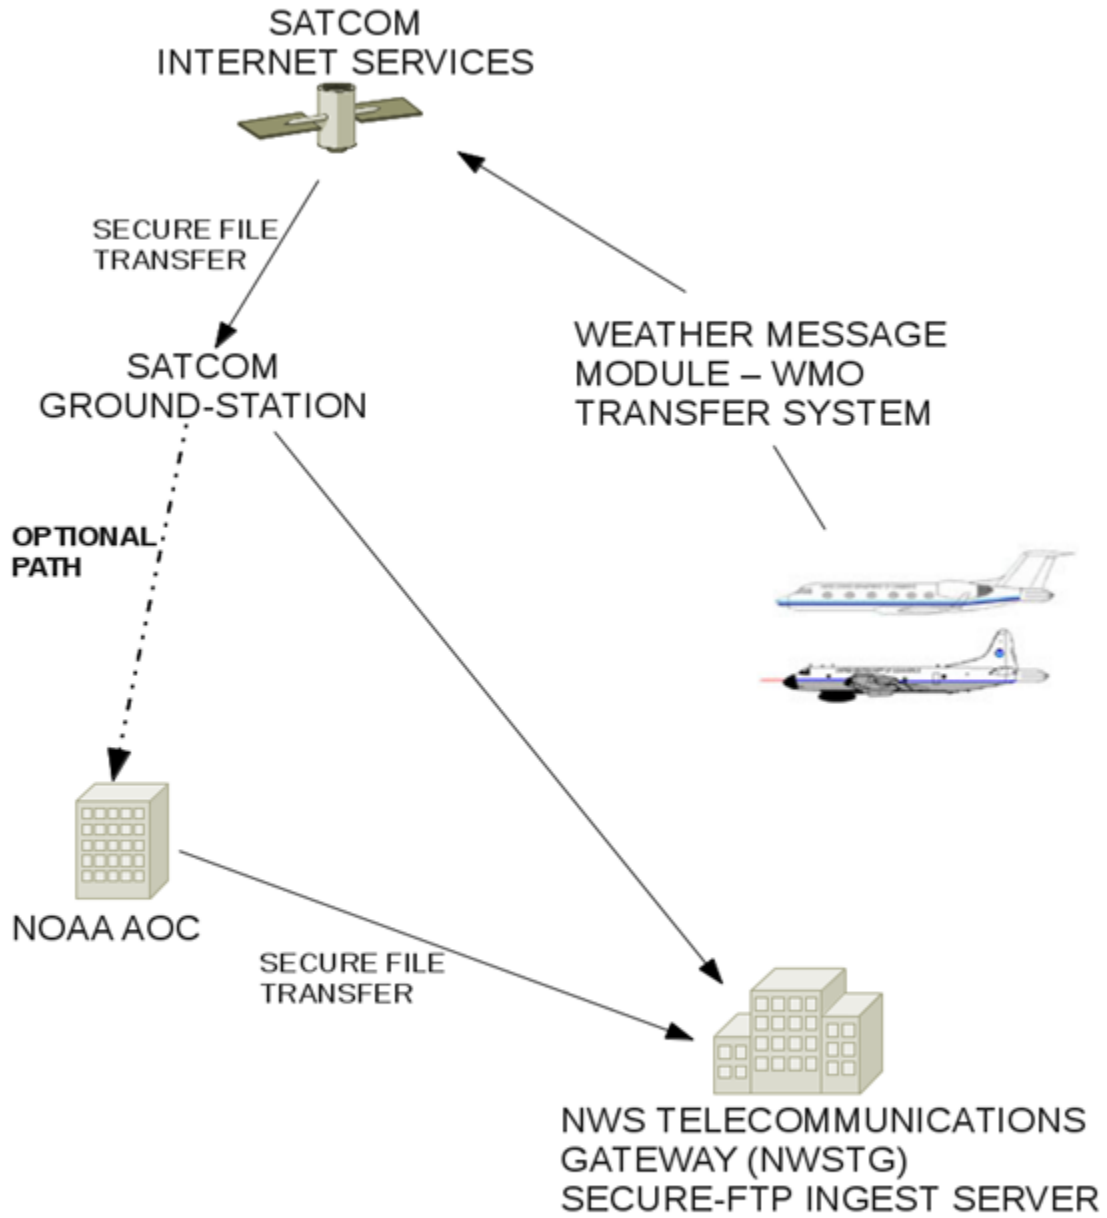 SATCOM
INTERNET SERVICES
SECURE FILE
TRANSFER
SATCOM
GROUND-STATION
WEATHER MESSAGE
MODULE – WMO
TRANSFER SYSTEM
OPTIONAL
PATH
NOAA AOC
SECURE FILE
TRANSFER
NWS TELECOMMUNICATIONS
GATEWAY (NWSTG)
SECURE-FTP INGEST SERVER